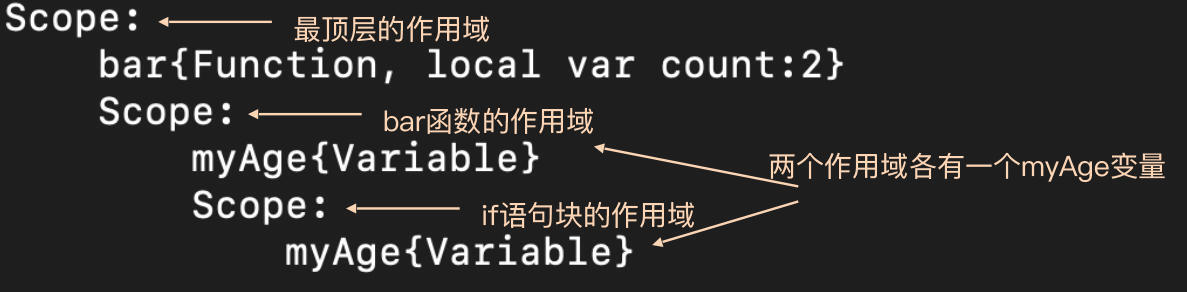 Scope:
最顶层的作用域
bar{Function, local var count:2}
Scope:
bar函数的作用域
myAge{Variable}
两个作用域各有一个myAge变量
Scope:
if语句块的作用域
myAge{Variable}